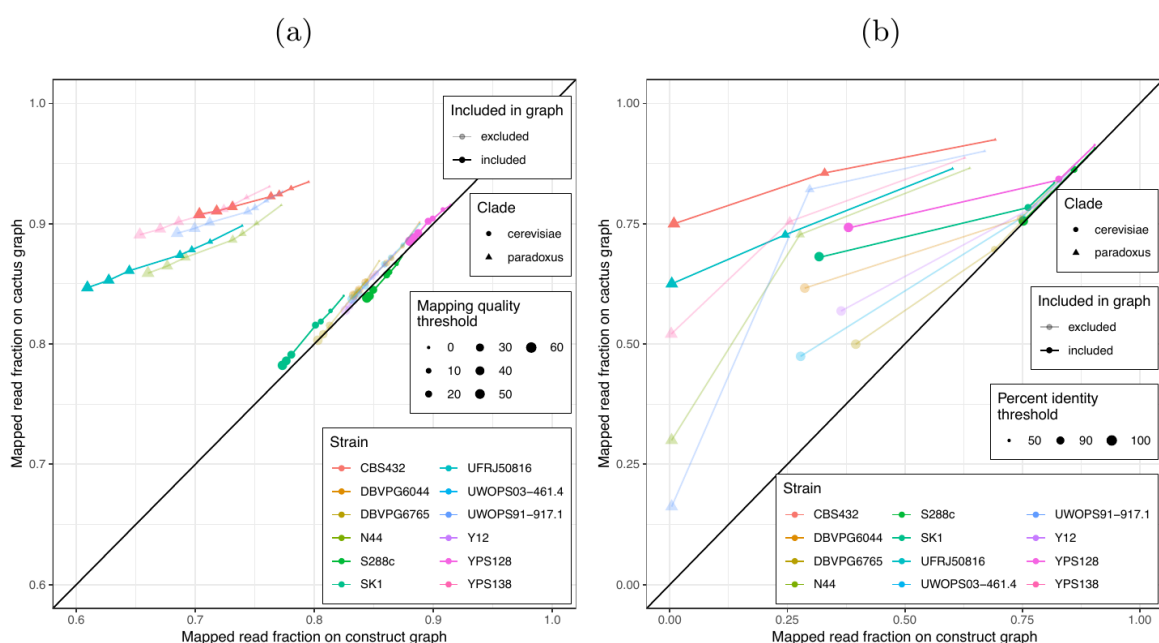 (a)
Mapped read fraction on cactus graph
1.0
0.9
0.8
0.7
0.6
0.6
0.7
0.8
0.9
1.0
Mapped read fraction on construct graph
Included in graph
excluded
included
Clade
cerevisiae
paradoxus
Mapping quality
threshold
0 30 60
10 40
20 50
Strain
CBS432 UFRJ50816
DBVPG6044 UWOPS03−461.4
DBVPG6765 UWOPS91−917.1
N44 Y12
S288c YPS128
SK1 YPS138
(b)
Mapped read fraction on cactus graph
1.00
0.75
0.50
0.25
0.00
0.00
0.25
0.50
0.75
1.00
Mapped read fraction on construct graph
Clade
cerevisiae
paradoxus
Included in graph
excluded
included
Percent identity
threshold
50 90 100
Strain
CBS432 S288c UWOPS91−917.1
DBVPG6044 SK1 Y12
DBVPG6765 UFRJ50816 YPS128
N44 UWOPS03−461.4 YPS138